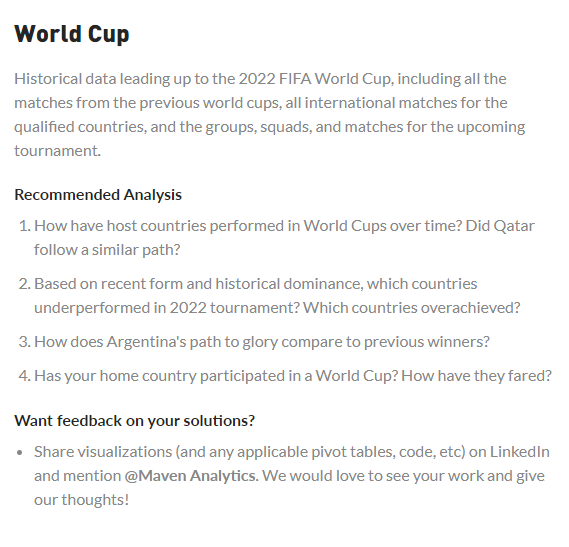 World Cup
Historical data leading up to the 2022 FIFA World Cup, including all the
matches from the previous world cups, all international matches for the
qualified countries, and the groups, squads, and matches for the upcoming
tournament.
Recommended Analysis
1. How have host countries performed in World Cups over time? Did Qatar
follow a similar path?
2. Based on recent form and historical dominance, which countries
underperformed in 2022 tournament? Which countries overachieved?
3. How does Argentina's path to glory compare to previous winners?
4. Has your home country participated in a World Cup? How have they fared?
Want feedback on your solutions?
• Share visualizations (and any applicable pivot tables, code, etc) on LinkedIn
and mention @Maven Analytics. We would love to see your work and give
our thoughts!